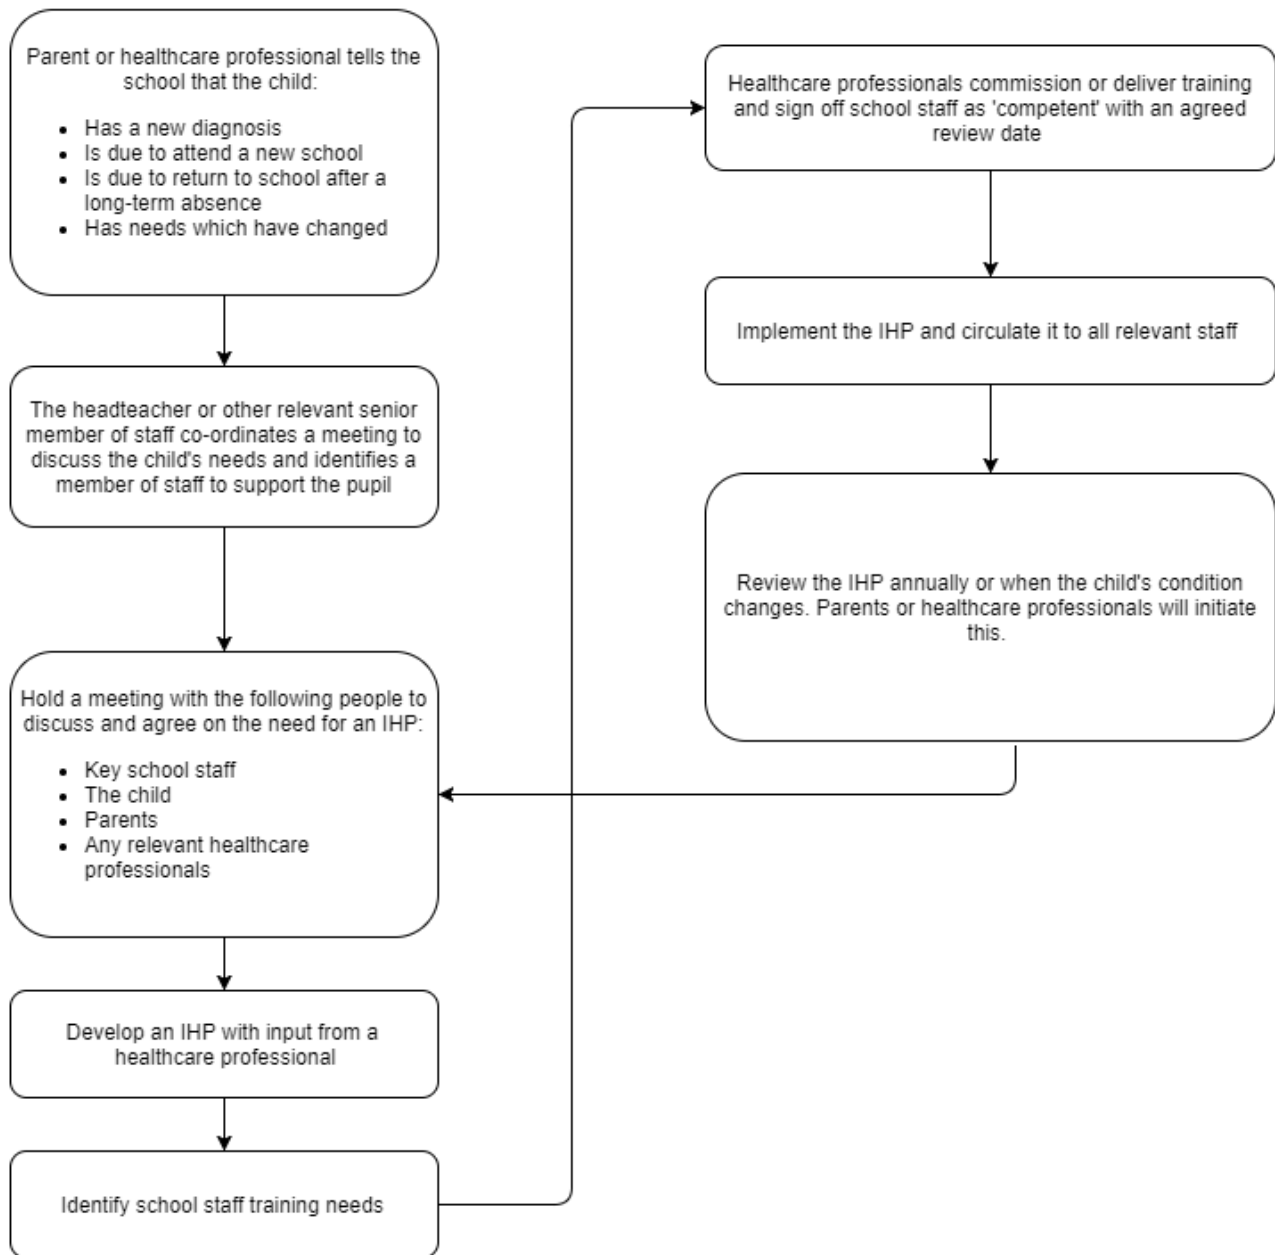 Parent or healthcare professional tells the
school that the child:
• Has a new diagnosis
• Is due to attend a new school
• Is due to return to school after a
long-term absence
• Has needs which have changed
The headteacher or other relevant senior
member of staff co-ordinates a meeting to
discuss the child's needs and identifies a
member of staff to support the pupil
Hold a meeting with the following people to
discuss and agree on the need for an IHP:
• Key school staff
• The child
• Parents
• Any relevant healthcare
professionals
Develop an IHP with input from a
healthcare professional
Identify school staff training needs
Healthcare professionals commission or deliver training
and sign off school staff as 'competent' with an agreed
review date
Implement the IHP and circulate it to all relevant staff
Review the IHP annually or when the child's condition
changes. Parents or healthcare professionals will initiate
this.